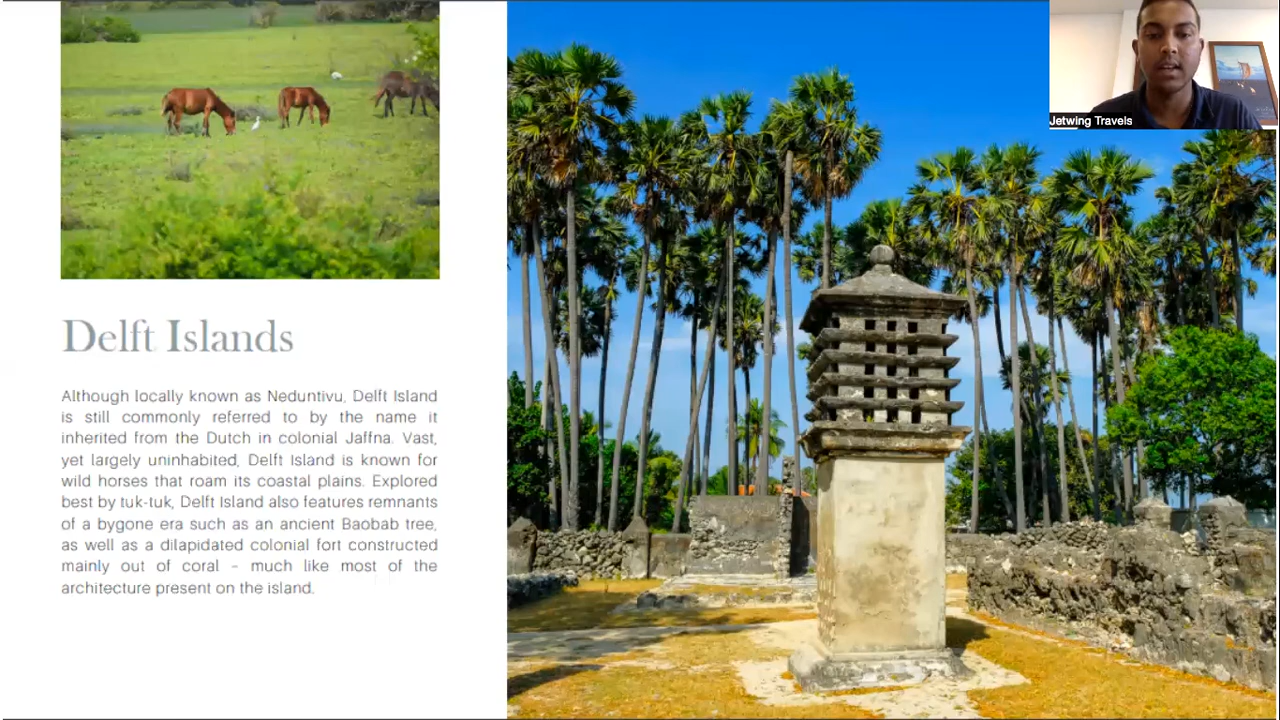 Jetwing Travels
Delft Islands
Although locally known as Neduntivu, Delft Island
is still commonly referred to by the name it
inherited from the Dutch in colonial Jaffna. Vast,
yet largely uninhabited, Delft Island is known for
wild horses that roam its coastal plains. Explored
best by tuk-tuk, Delft Island also features remnants
of a bygone era such as an ancient Baobab tree,
as well as a dilapidated colonial fort constructed
mainly out of coral – much like most of the
architecture present on the island.